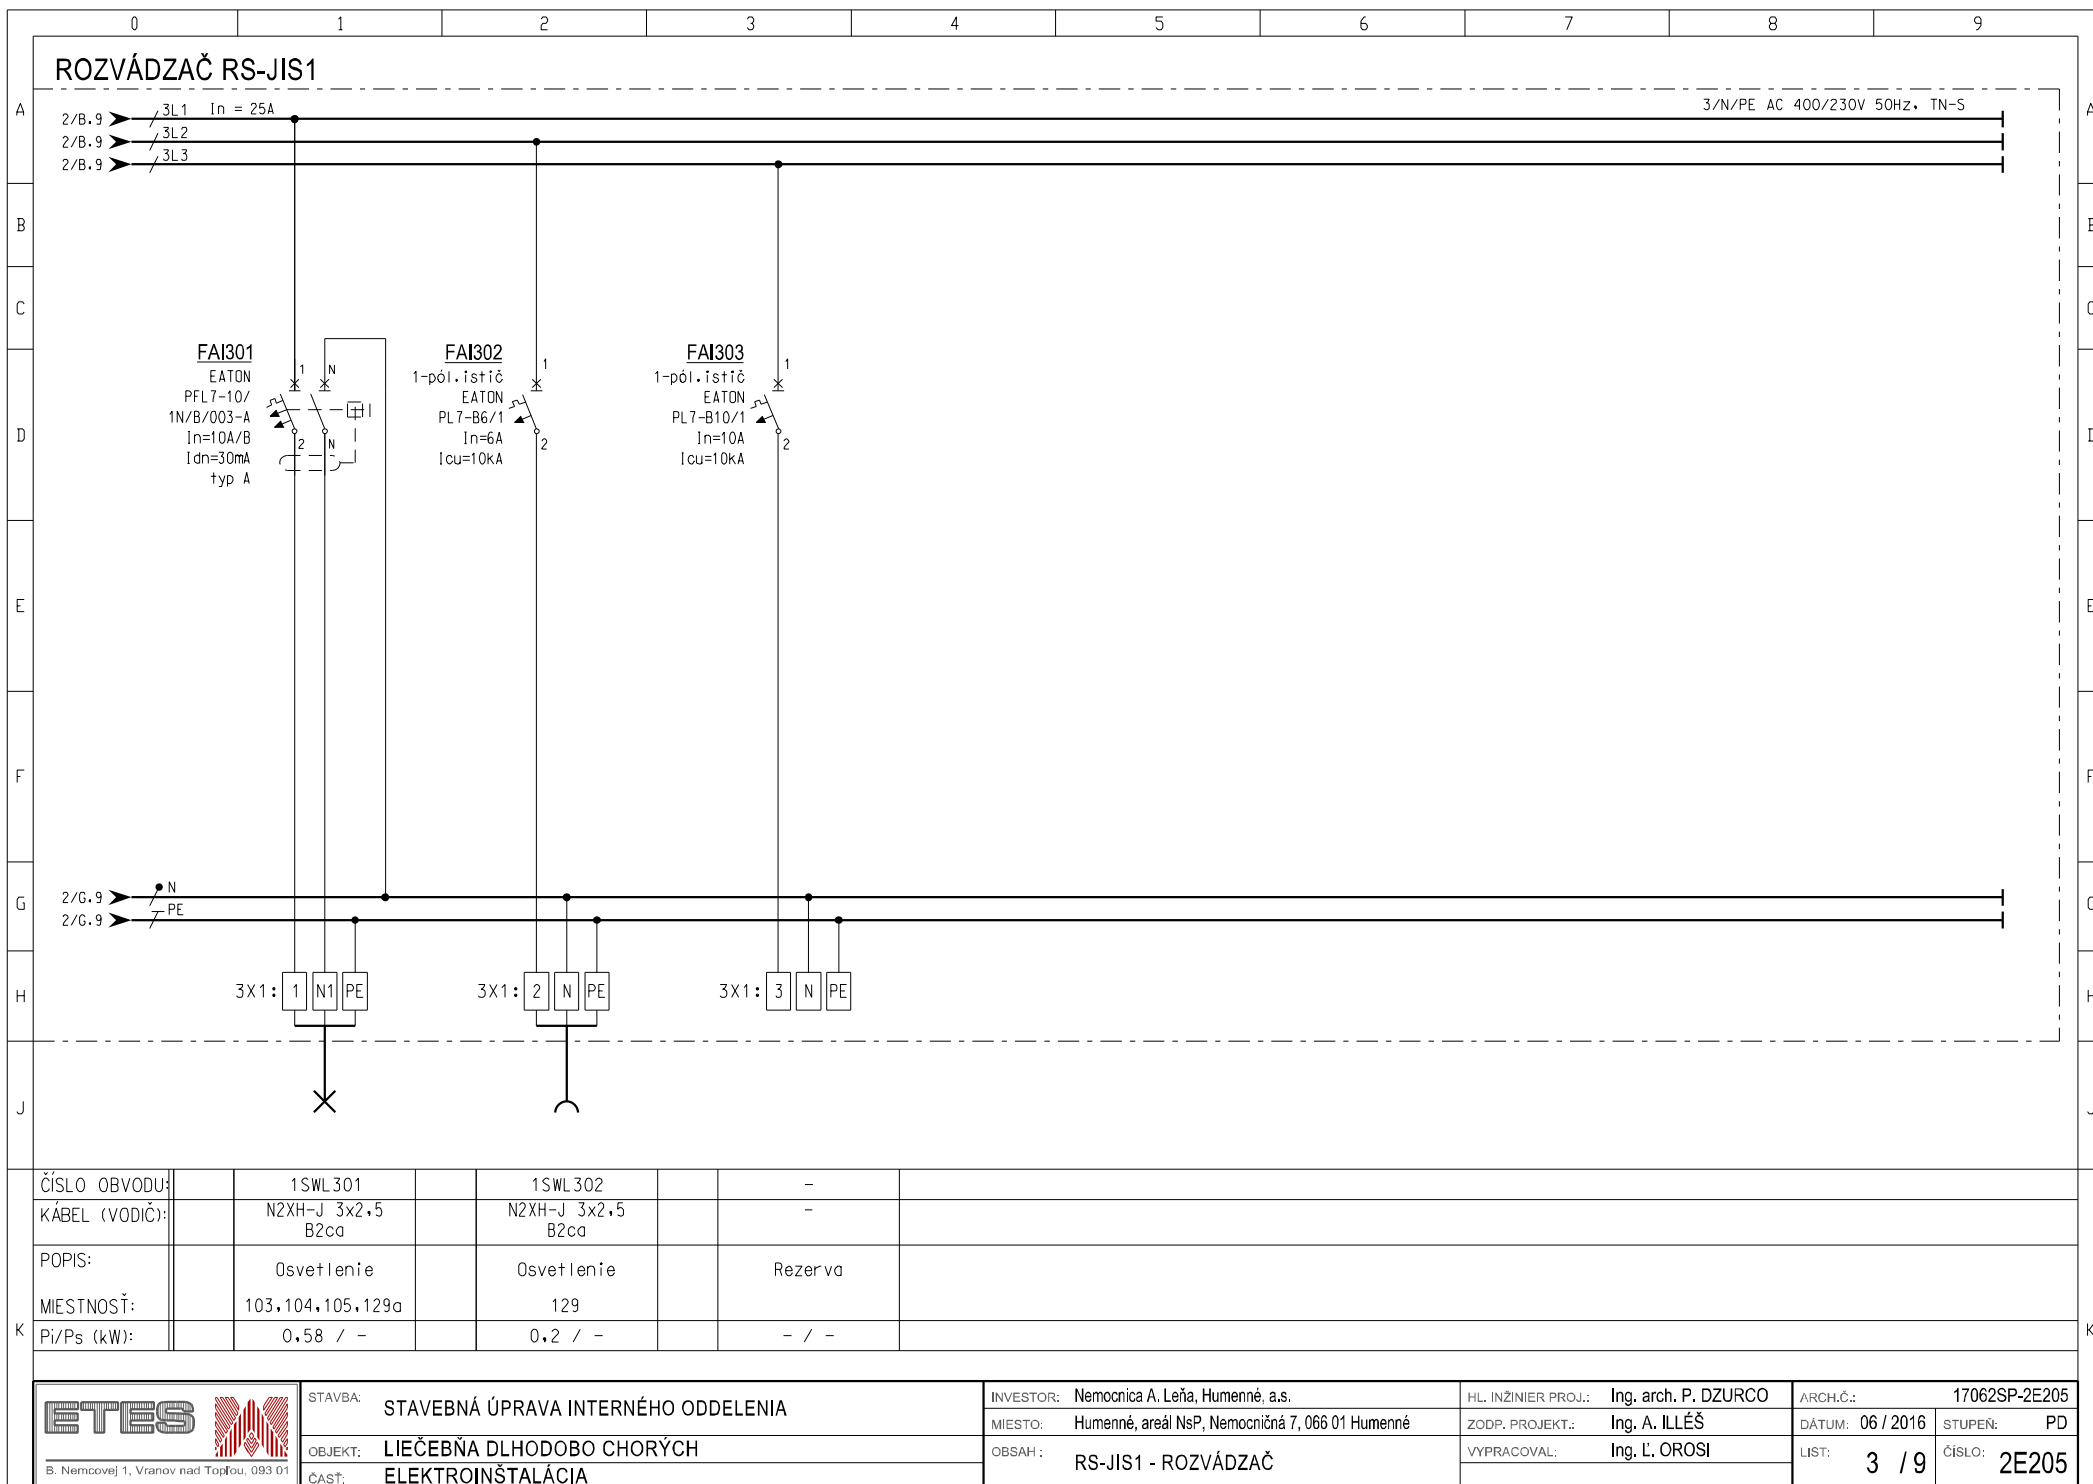 0 1 2 3 4 5 6 7 8 9
ROZVÁDZAČ RS-JIS1
A
2/B.9 3L1 In = 25A 3/N/PE AC 400/230V 50Hz, TN-S
2/B.9 3L2
2/B.9 3L3
B
C
D
FAI301
EATON
PFL7-10/
1N/B/003-A
In=10A/B
Idn=30mA
typ A
1 N
I
2 N
FAI302
1-pól.istič
EATON
PL7-B6/1
In=6A
Icu=10kA
1
2
FAI303
1-pól.istič
EATON
PL7-B10/1
In=10A
Icu=10kA
1
2
E
F
G
2/G.9 N
2/G.9 PE
H
3X1: 1 N1 PE
3X1: 2 N PE
3X1: 3 N PE
J
K
ČÍSLO OBVODU: 1SWL301 1SWL302 -
KÁBEL (VODIČ): N2XH-J 3x2,5 N2XH-J 3x2,5 -
B2ca B2ca
POPIS: Osvetlenie Osvetlenie Rezerva
MIESTNOSŤ: 103,104,105,129a 129
Pi/Ps (kW): 0,58 / - 0,2 / - - / -
ETES
B. Nemcovej 1, Vranov nad Topľou, 093 01
STAVBA: STAVEBNÁ ÚPRAVA INTERNÉHO ODDELENIA
OBJEKT: LIEČEBŇA DLHODOBO CHORÝCH
ČASŤ: ELEKTROINŠTALÁCIA
INVESTOR: Nemocnica A. Leňa, Humenné, a.s.
MIESTO: Humenné, areál NsP, Nemocničná 7, 066 01 Humenné
OBSAH : RS-JIS1 - ROZVÁDZAČ
HL. INŽINIER PROJ.: Ing. arch. P. DZURCO
ZODP. PROJEKT.: Ing. A. ILLÉŠ
VYPRACOVAL: Ing. Ľ. OROSI
ARCH.Č.: 17062SP-2E205
DÁTUM: 06 / 2016 STUPEŇ: PD
LIST: 3 / 9 ČÍSLO: 2E205